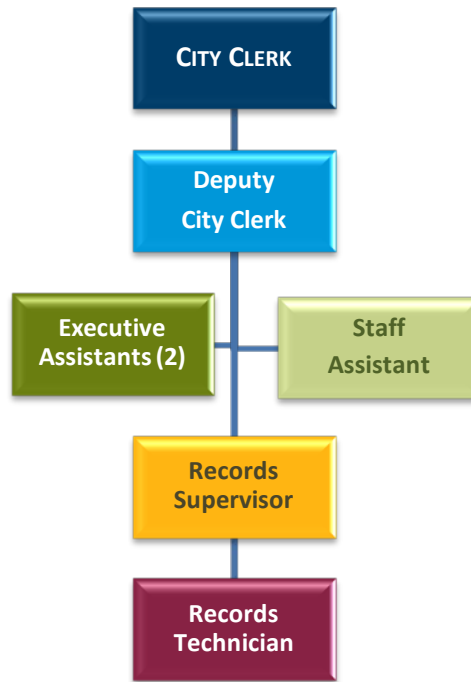 CITY CLERK
Deputy
City Clerk
Executive
Assistants (2)
Staff
Assistant
Records
Supervisor
Records
Technician